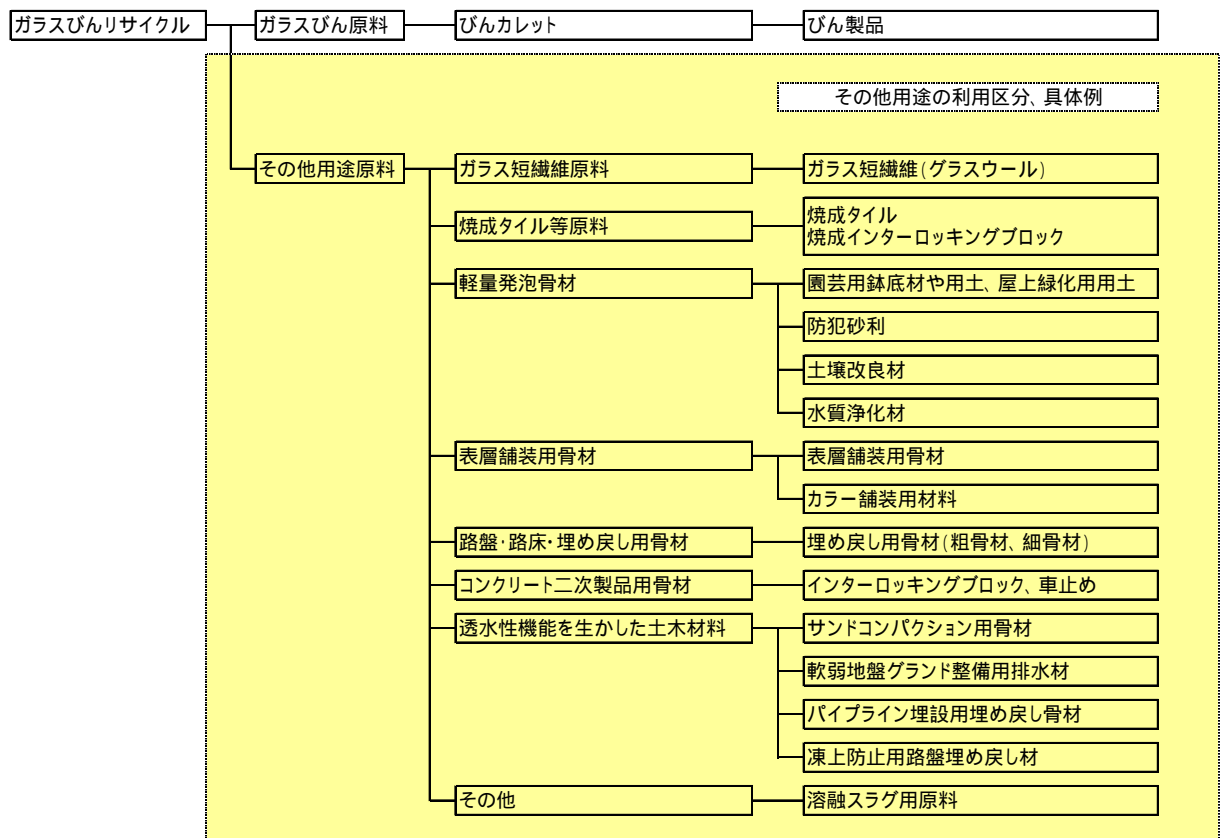 ガラスびんリサイクル ガラスびん原料 びんカレット びん製品
その他用途の利用区分、具体例
その他用途原料 ガラス短繊維原料 ガラス短繊維(グラスウール)
焼成タイル等原料 焼成タイル
焼成インターロッキングブロック
軽量発泡骨材 園芸用鉢底材や用土、屋上緑化用用土
防犯砂利
土壌改良材
水質浄化材
表層舗装用骨材 表層舗装用骨材
カラー舗装用材料
路盤・路床・埋め戻し用骨材 埋め戻し用骨材(粗骨材、細骨材)
コンクリート二次製品用骨材 インターロッキングブロック、車止め
透水性機能を生かした土木材料 サンドコンパクション用骨材
軟弱地盤グランド整備用排水材
パイプライン埋設用埋め戻し骨材
凍上防止用路盤埋め戻し材
その他 溶融スラグ用原料